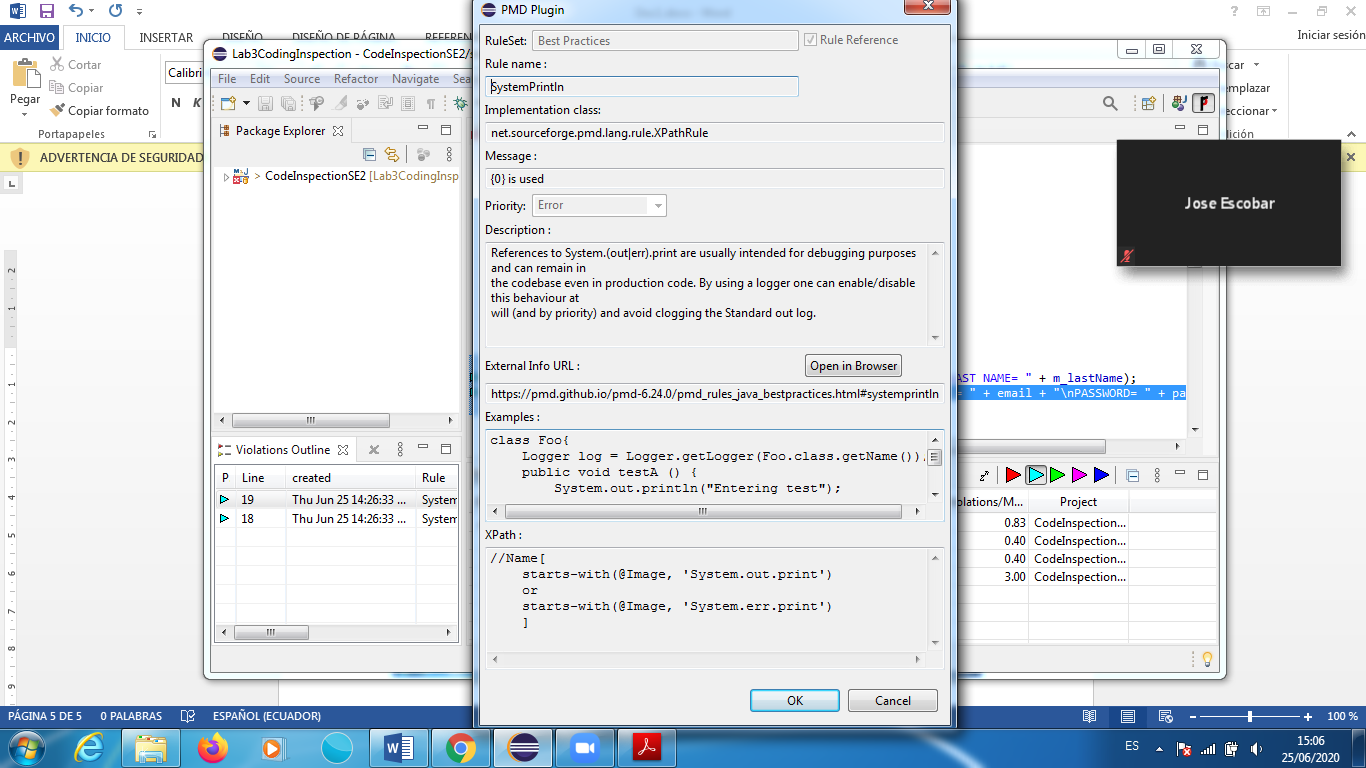 PMD Plugin
Iniciar sesión
ARCHIVO
INICIO
INSERTAR
DISEÑO
DISEÑO DE PÁGINA
Cortar
Copiar
Copiar formato
Pegar
Portapapeles
Calibri
N
K
ADVERTENCIA DE SEGURIDAD
Lab3CodingInspection - CodeInspectionSE2/s
File
Edit
Source
Refactor
Navigate
Sea
Package Explorer
> CodeInspectionSE2 [Lab3CodingInsp
RuleSet:
Best Practices
Rule Reference
Rule name :
SystemPrintln
Implementation class:
net.sourceforge.pmd.lang.rule.XPathRule
Message :
{0} is used
Priority:
Error
Description :
References to System.(out|err).print are usually intended for debugging purposes
and can remain in
the codebase even in production code. By using a logger one can enable/disable
this behaviour at
will (and by priority) and avoid clogging the Standard out log.
External Info URL :
Open in Browser
https://pmd.github.io/pmd-6.24.0/pmd_rules_java_bestpractices.html#systemprintln
Examples :
class Foo{
Logger log = Logger.getLogger(Foo.class.getName());
public void testA () {
System.out.println("Entering test");
XPath :
//Name[
starts-with(@Image, 'System.out.print')
or
starts-with(@Image, 'System.err.print')
]
OK
Cancel
Jose Escobar
AST NAME= " + m_lastName);
= " + email + "\nPASSWORD= " + pa
Violations Outline
P
Line
created
Rule
19
Thu Jun 25 14:26:33 ...
System
18
Thu Jun 25 14:26:33 ...
System
olations/M...
Project
0.83
CodeInspection...
0.40
CodeInspection...
0.40
CodeInspection...
3.00
CodeInspection...
PÁGINA 5 DE 5
0 PALABRAS
ESPAÑOL (ECUADOR)
100 %
ES
15:06
25/06/2020